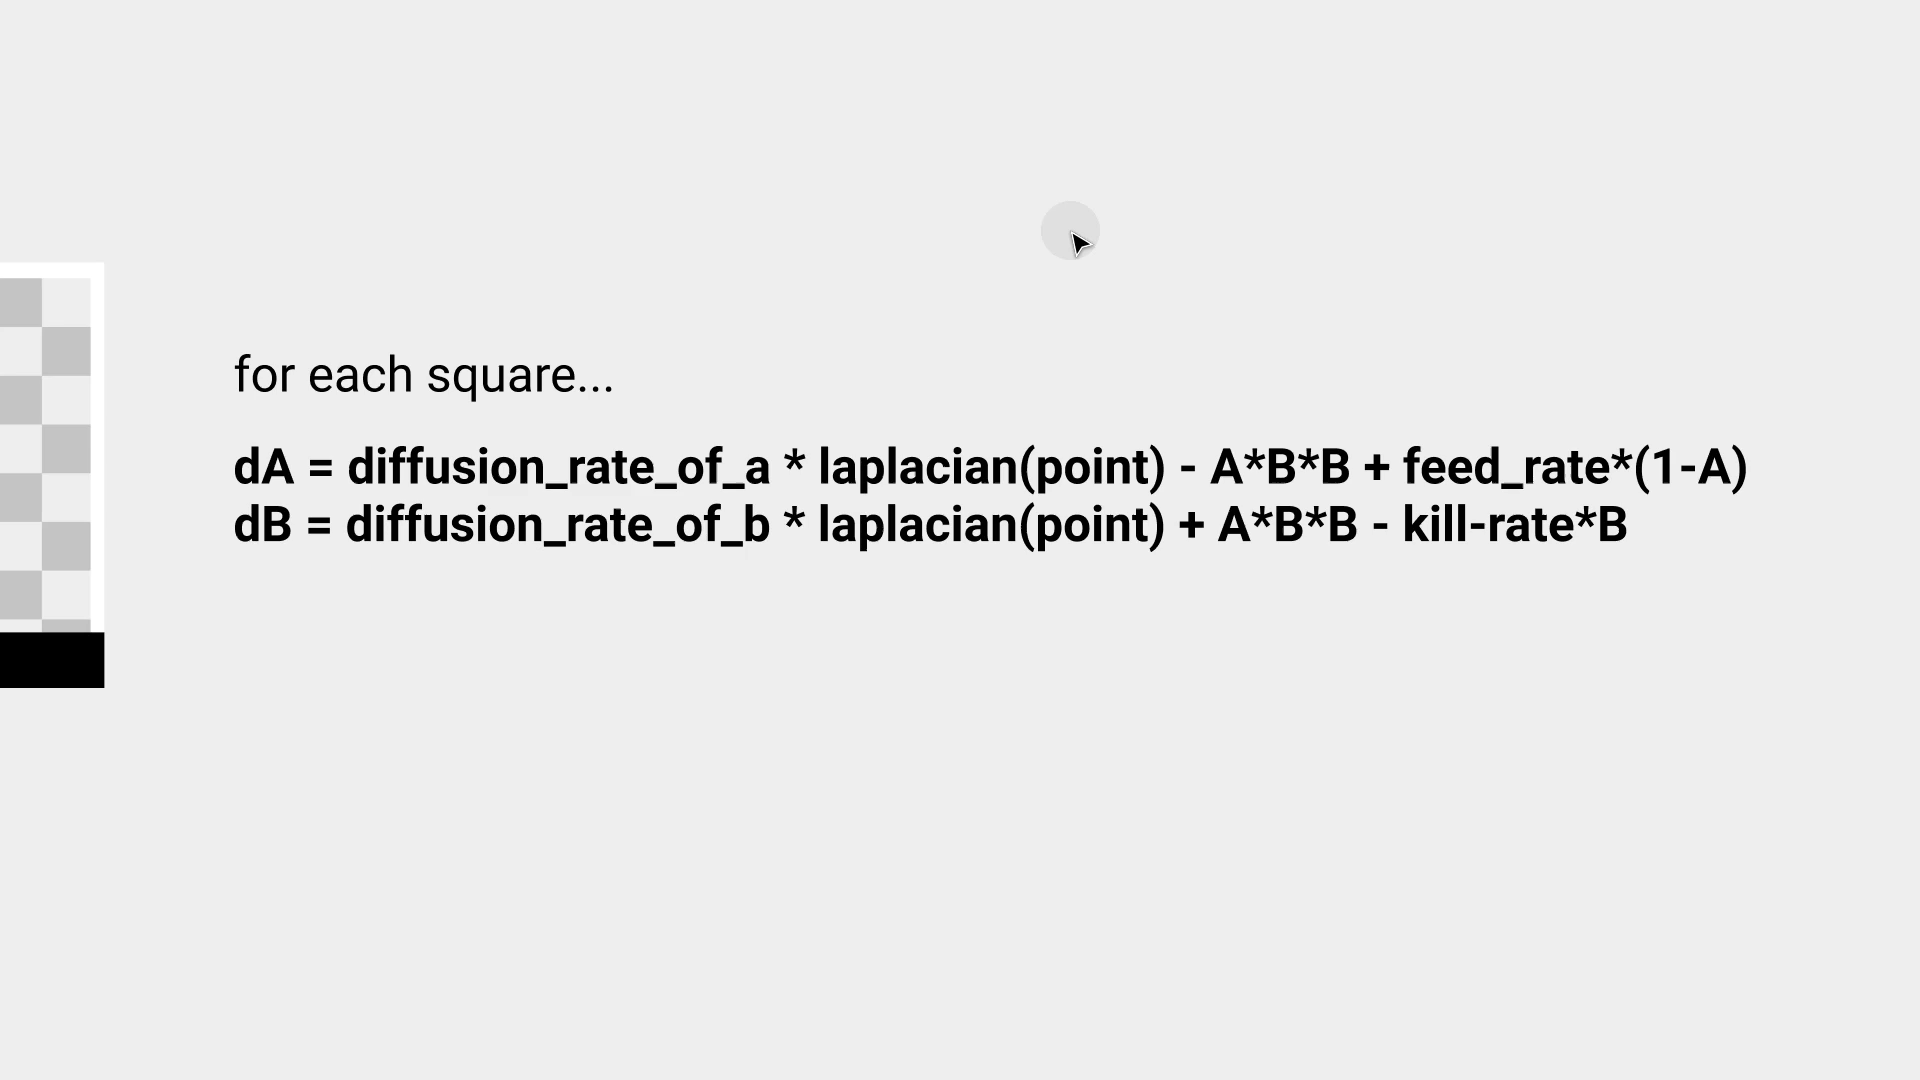 for each square...
dA = diffusion_rate_of_a * laplacian(point) - A*B*B + feed_rate*(1-A)
dB = diffusion_rate_of_b * laplacian(point) + A*B*B - kill-rate*B